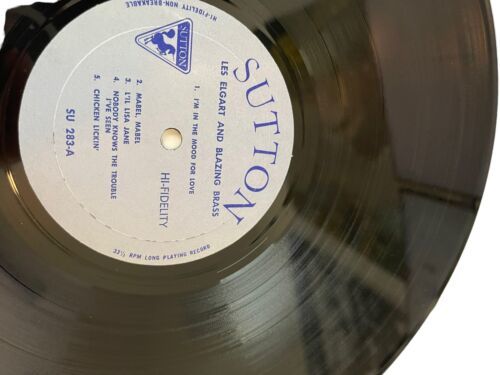 SUTTON
LES ELGART AND BLAZING BRASS
1. I'M IN THE MOOD FOR LOVE
HI-FIDELITY
2. MABEL, MABEL
3. L'IL LISA JANE
4. NOBODY KNOWS THE TROUBLE
I'VE SEEN
5. CHICKEN LICKIN'
SU 283-A
SUTTON
HI-FIDELITY NON-BREAKABLE
33⅓ RPM LONG PLAYING RECORD